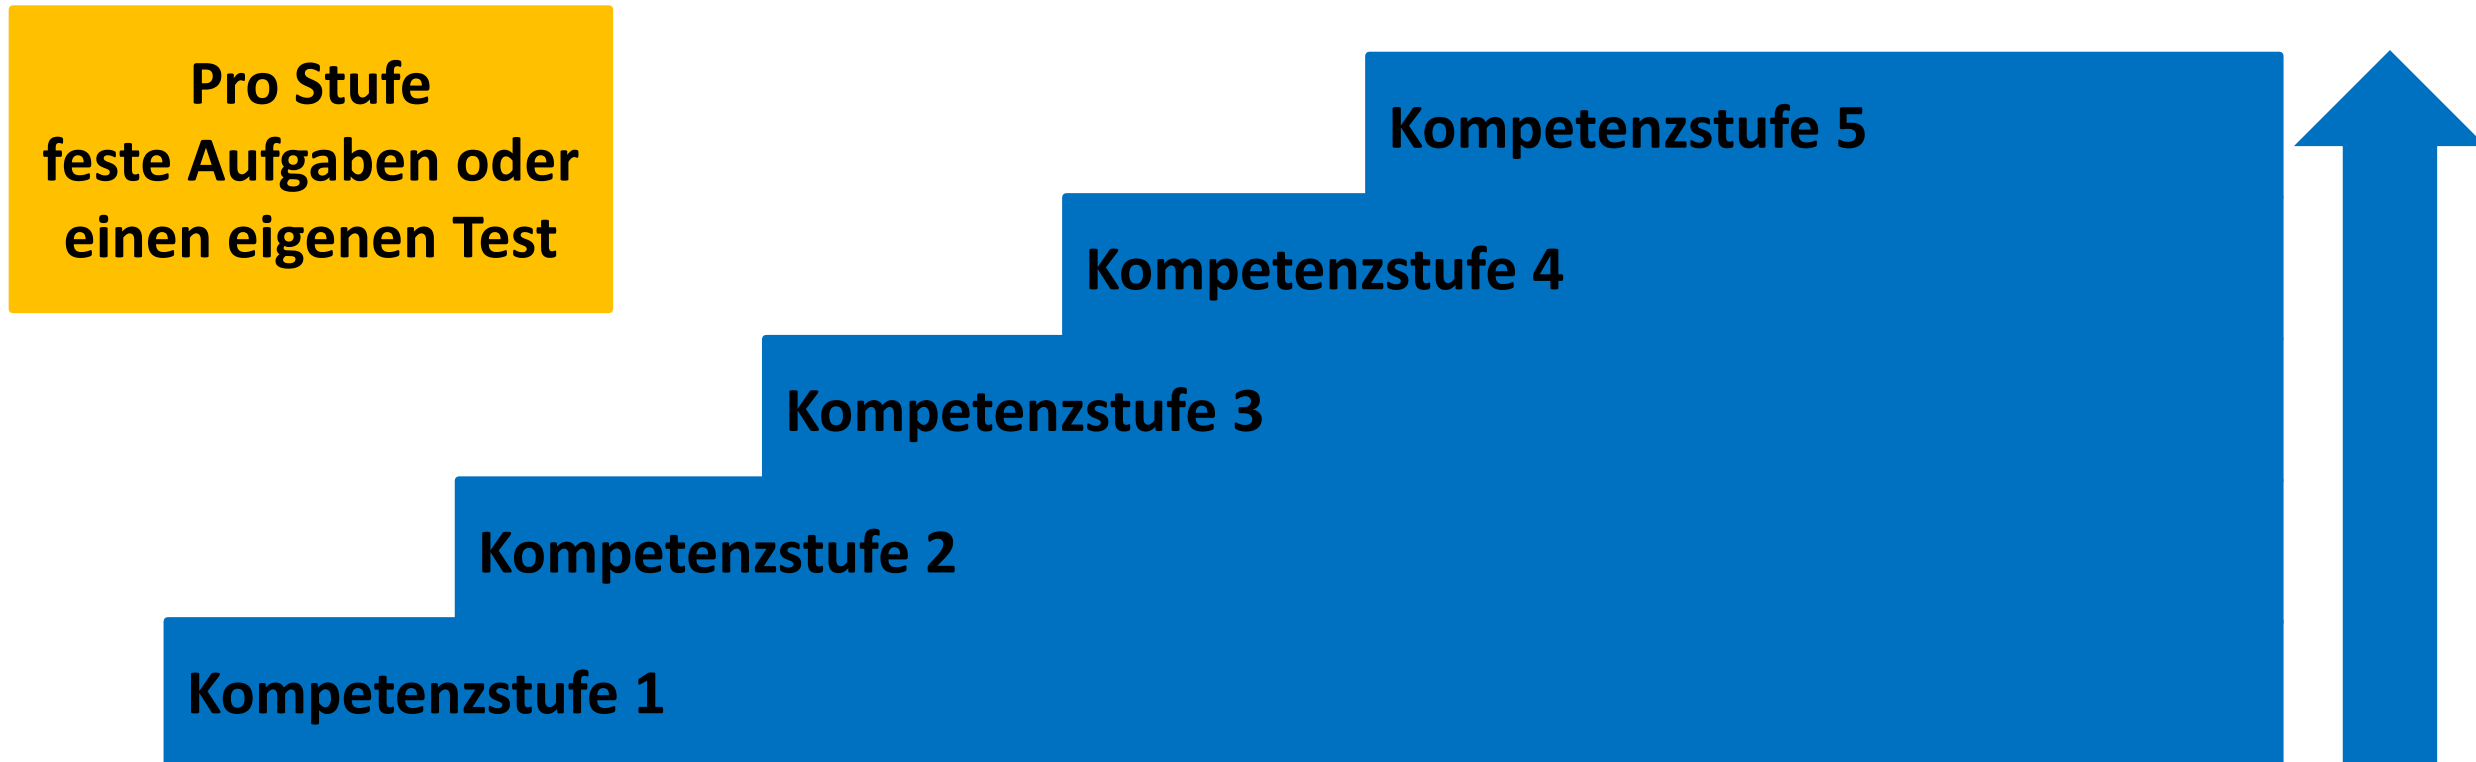 Pro Stufe
feste Aufgaben oder
einen eigenen Test
Kompetenzstufe 5
Kompetenzstufe 4
Kompetenzstufe 3
Kompetenzstufe 2
Kompetenzstufe 1